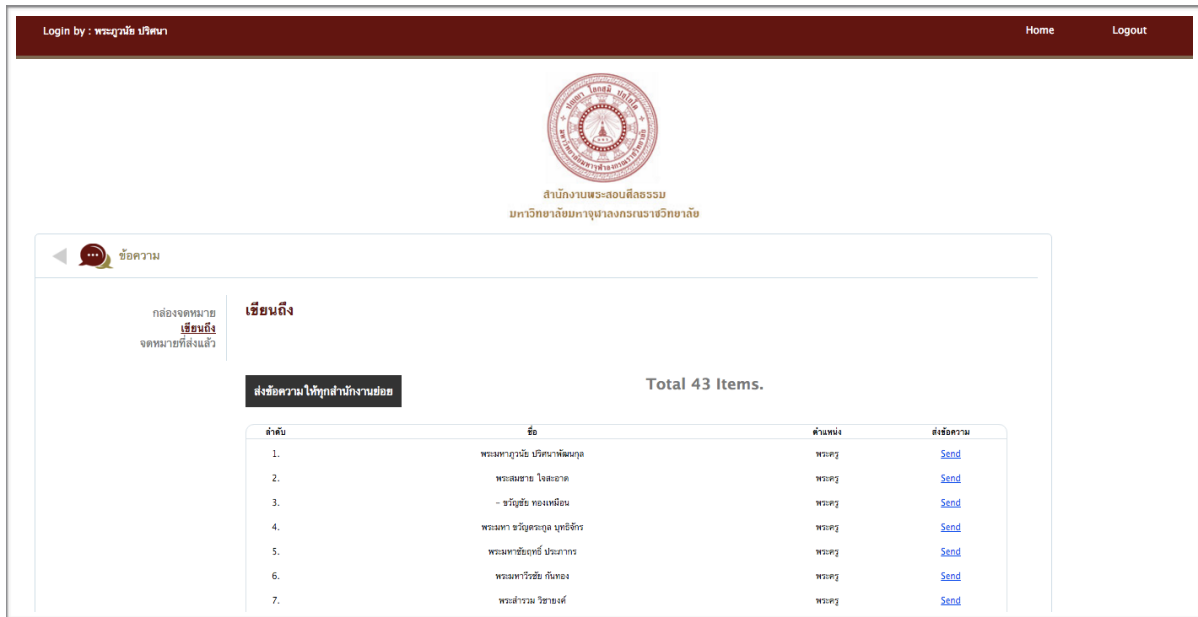 Login by : พระภูวนัย ปริศนา
Home
Logout
สำนักงานพระสอนศีลธรรม
มหาวิทยาลัยมหาจุฬาลงกรณราชวิทยาลัย
ข้อความ
กล่องจดหมาย
เขียนถึง
จดหมายที่ส่งแล้ว
เขียนถึง
ส่งข้อความให้ทุกสำนักงานย่อย
Total 43 Items.
ลำดับ ชื่อ ตำแหน่ง ส่งข้อความ
1. พระมหาภูวนัย ปริศนาพัฒนกุล พระครู Send
2. พระสมชาย ใจสะอาด พระครู Send
3. - ขวัญชัย ทองเหมือน พระครู Send
4. พระมหา ขวัญตระกูล บุทธิจักร พระครู Send
5. พระมหาชัยฤทธิ์ ประภากร พระครู Send
6. พระมหาวีรชัย กันทอง พระครู Send
7. พระสำรวม วิชายงค์ พระครู Send